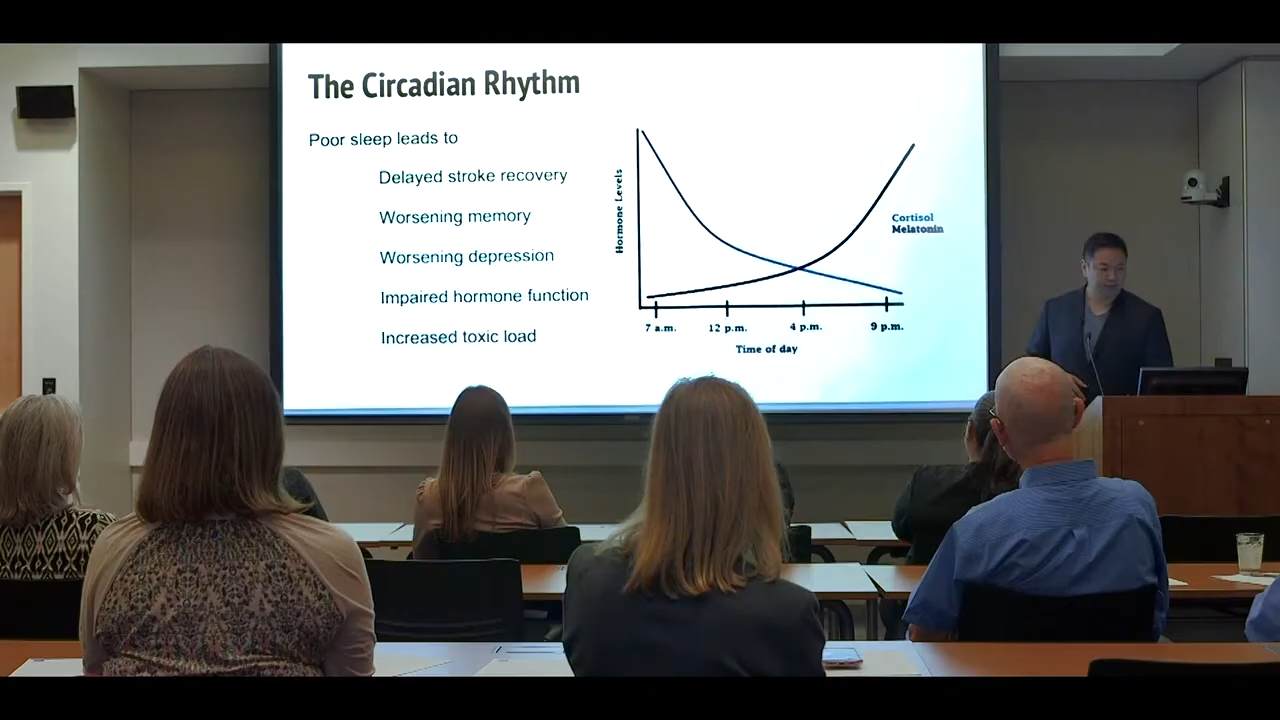 The Circadian Rhythm
Poor sleep leads to
Delayed stroke recovery
Worsening memory
Worsening depression
Impaired hormone function
Increased toxic load
Hormone Levels
Cortisol
Melatonin
7 a.m. 12 p.m. 4 p.m. 9 p.m.
Time of day